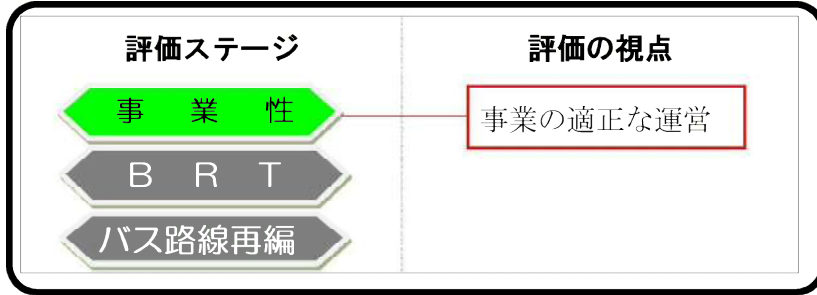 評価ステージ
評価の視点
事業性
事業の適正な運営
BRT
バス路線再編